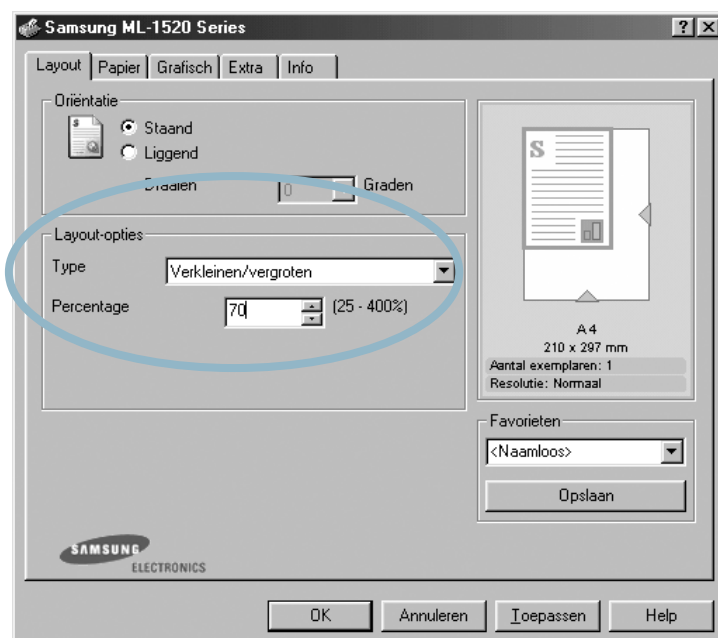 Samsung ML-1520 Series
Layout Papier Grafisch Extra Info
Oriëntatie
Staand
Liggend
Draaien 0 Graden
Layout-opties
Type Verkleinen/vergroten
Percentage 70 (25 - 400%)
S
S
A4
210 x 297 mm
Aantal exemplaren: 1
Resolutie: Normaal
Favorieten
<Naamloos>
Opslaan
SAMSUNG
ELECTRONICS
OK Annuleren Toepassen Help